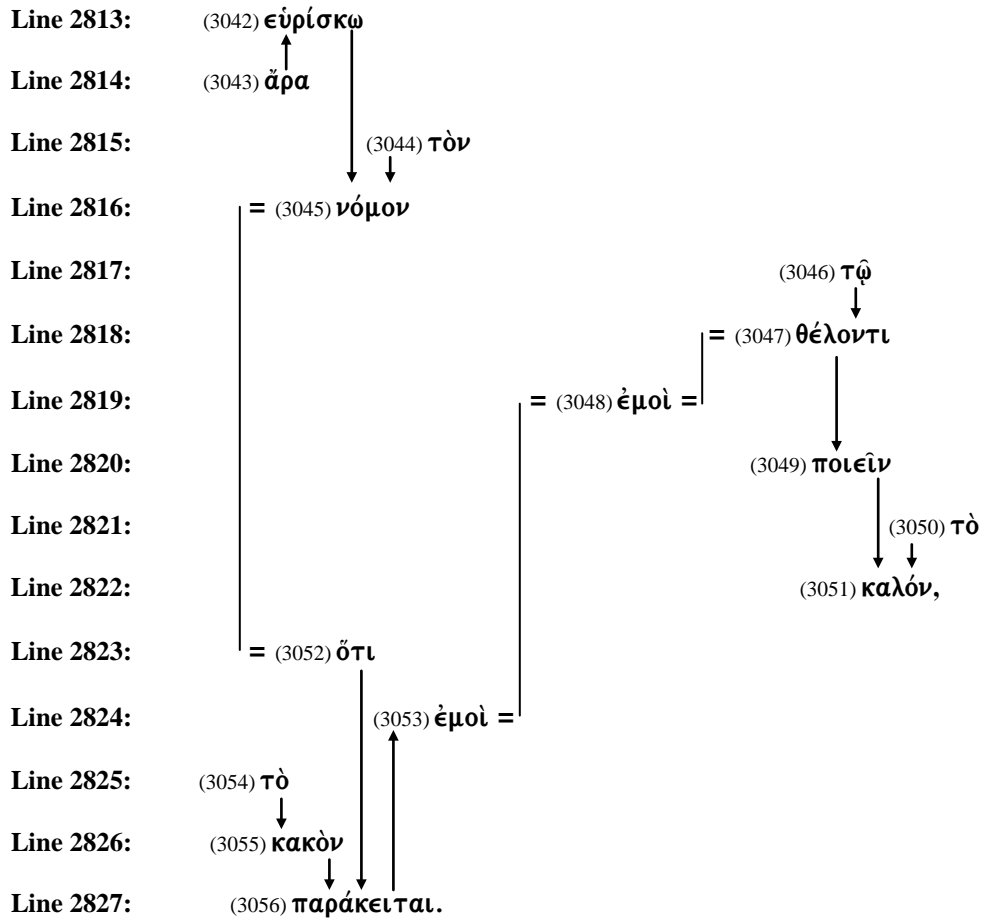 Line 2813: (3042) εὑρίσκω
Line 2814: (3043) ἄρα
Line 2815: (3044) τὸν
Line 2816: = (3045) νόμον
Line 2817: (3046) τῷ
Line 2818: = (3047) θέλοντι
Line 2819: = (3048) ἐμοὶ =
Line 2820: (3049) ποιεῖν
Line 2821: (3050) τὸ
Line 2822: (3051) καλόν,
Line 2823: = (3052) ὅτι
Line 2824: (3053) ἐμοὶ =
Line 2825: (3054) τὸ
Line 2826: (3055) κακὸν
Line 2827: (3056) παράκειται.